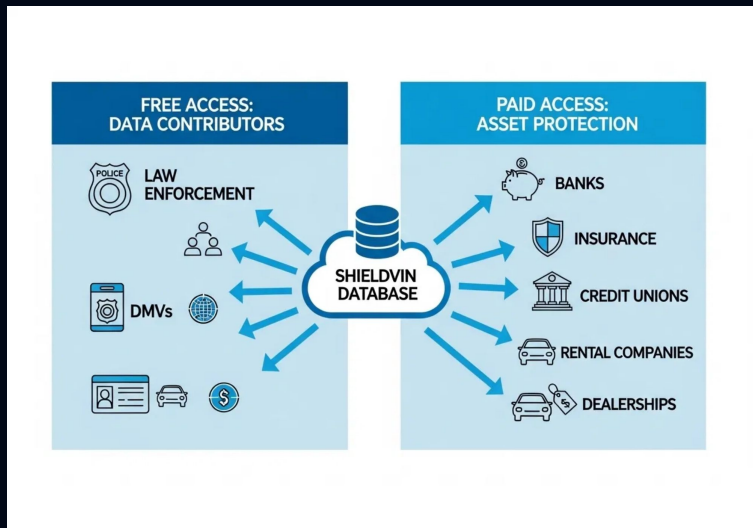 FREE ACCESS:
DATA CONTRIBUTORS
POLICE
LAW
ENFORCEMENT
DMVs
$
SHIELDVIN
DATABASE
PAID ACCESS:
ASSET PROTECTION
BANKS
INSURANCE
CREDIT UNIONS
RENTAL COMPANIES
DEALERSHIPS